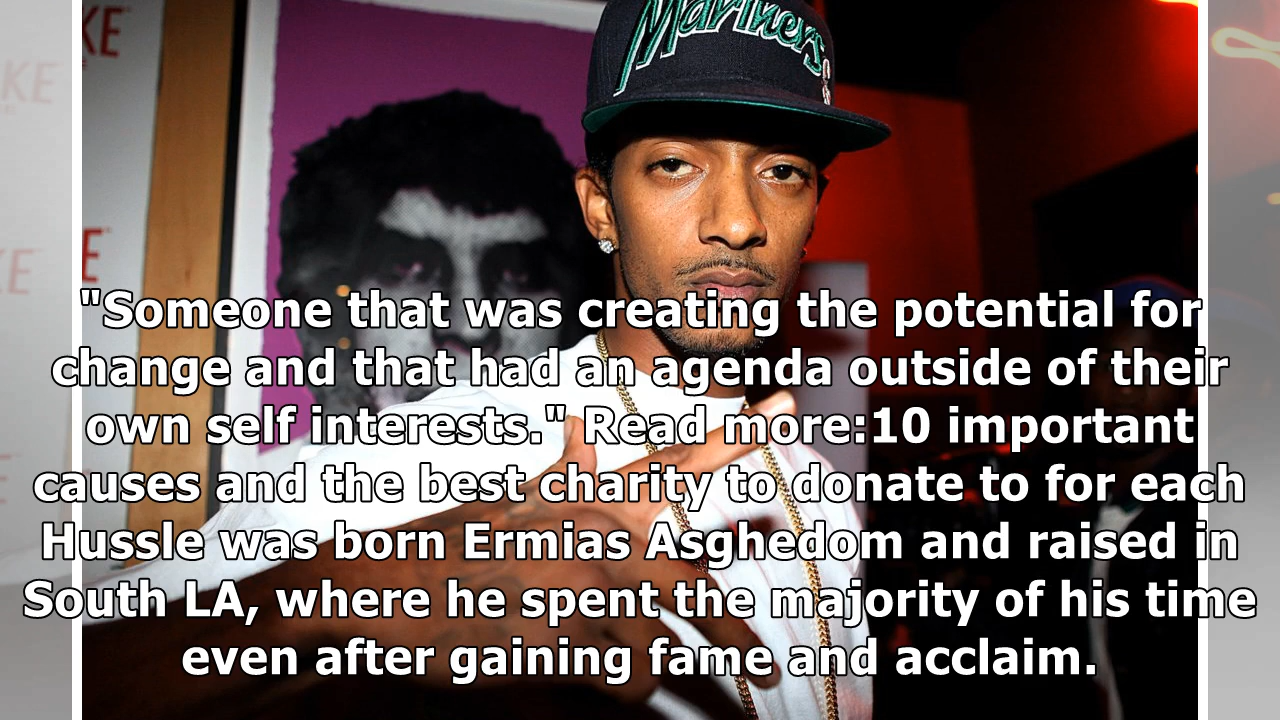 KE
KE
KE
E
Mariners
"Someone that was creating the potential for
change and that had an agenda outside of their
own self interests." Read more:10 important
causes and the best charity to donate to for each
Hussle was born Ermias Asghedom and raised in
South LA, where he spent the majority of his time
even after gaining fame and acclaim.